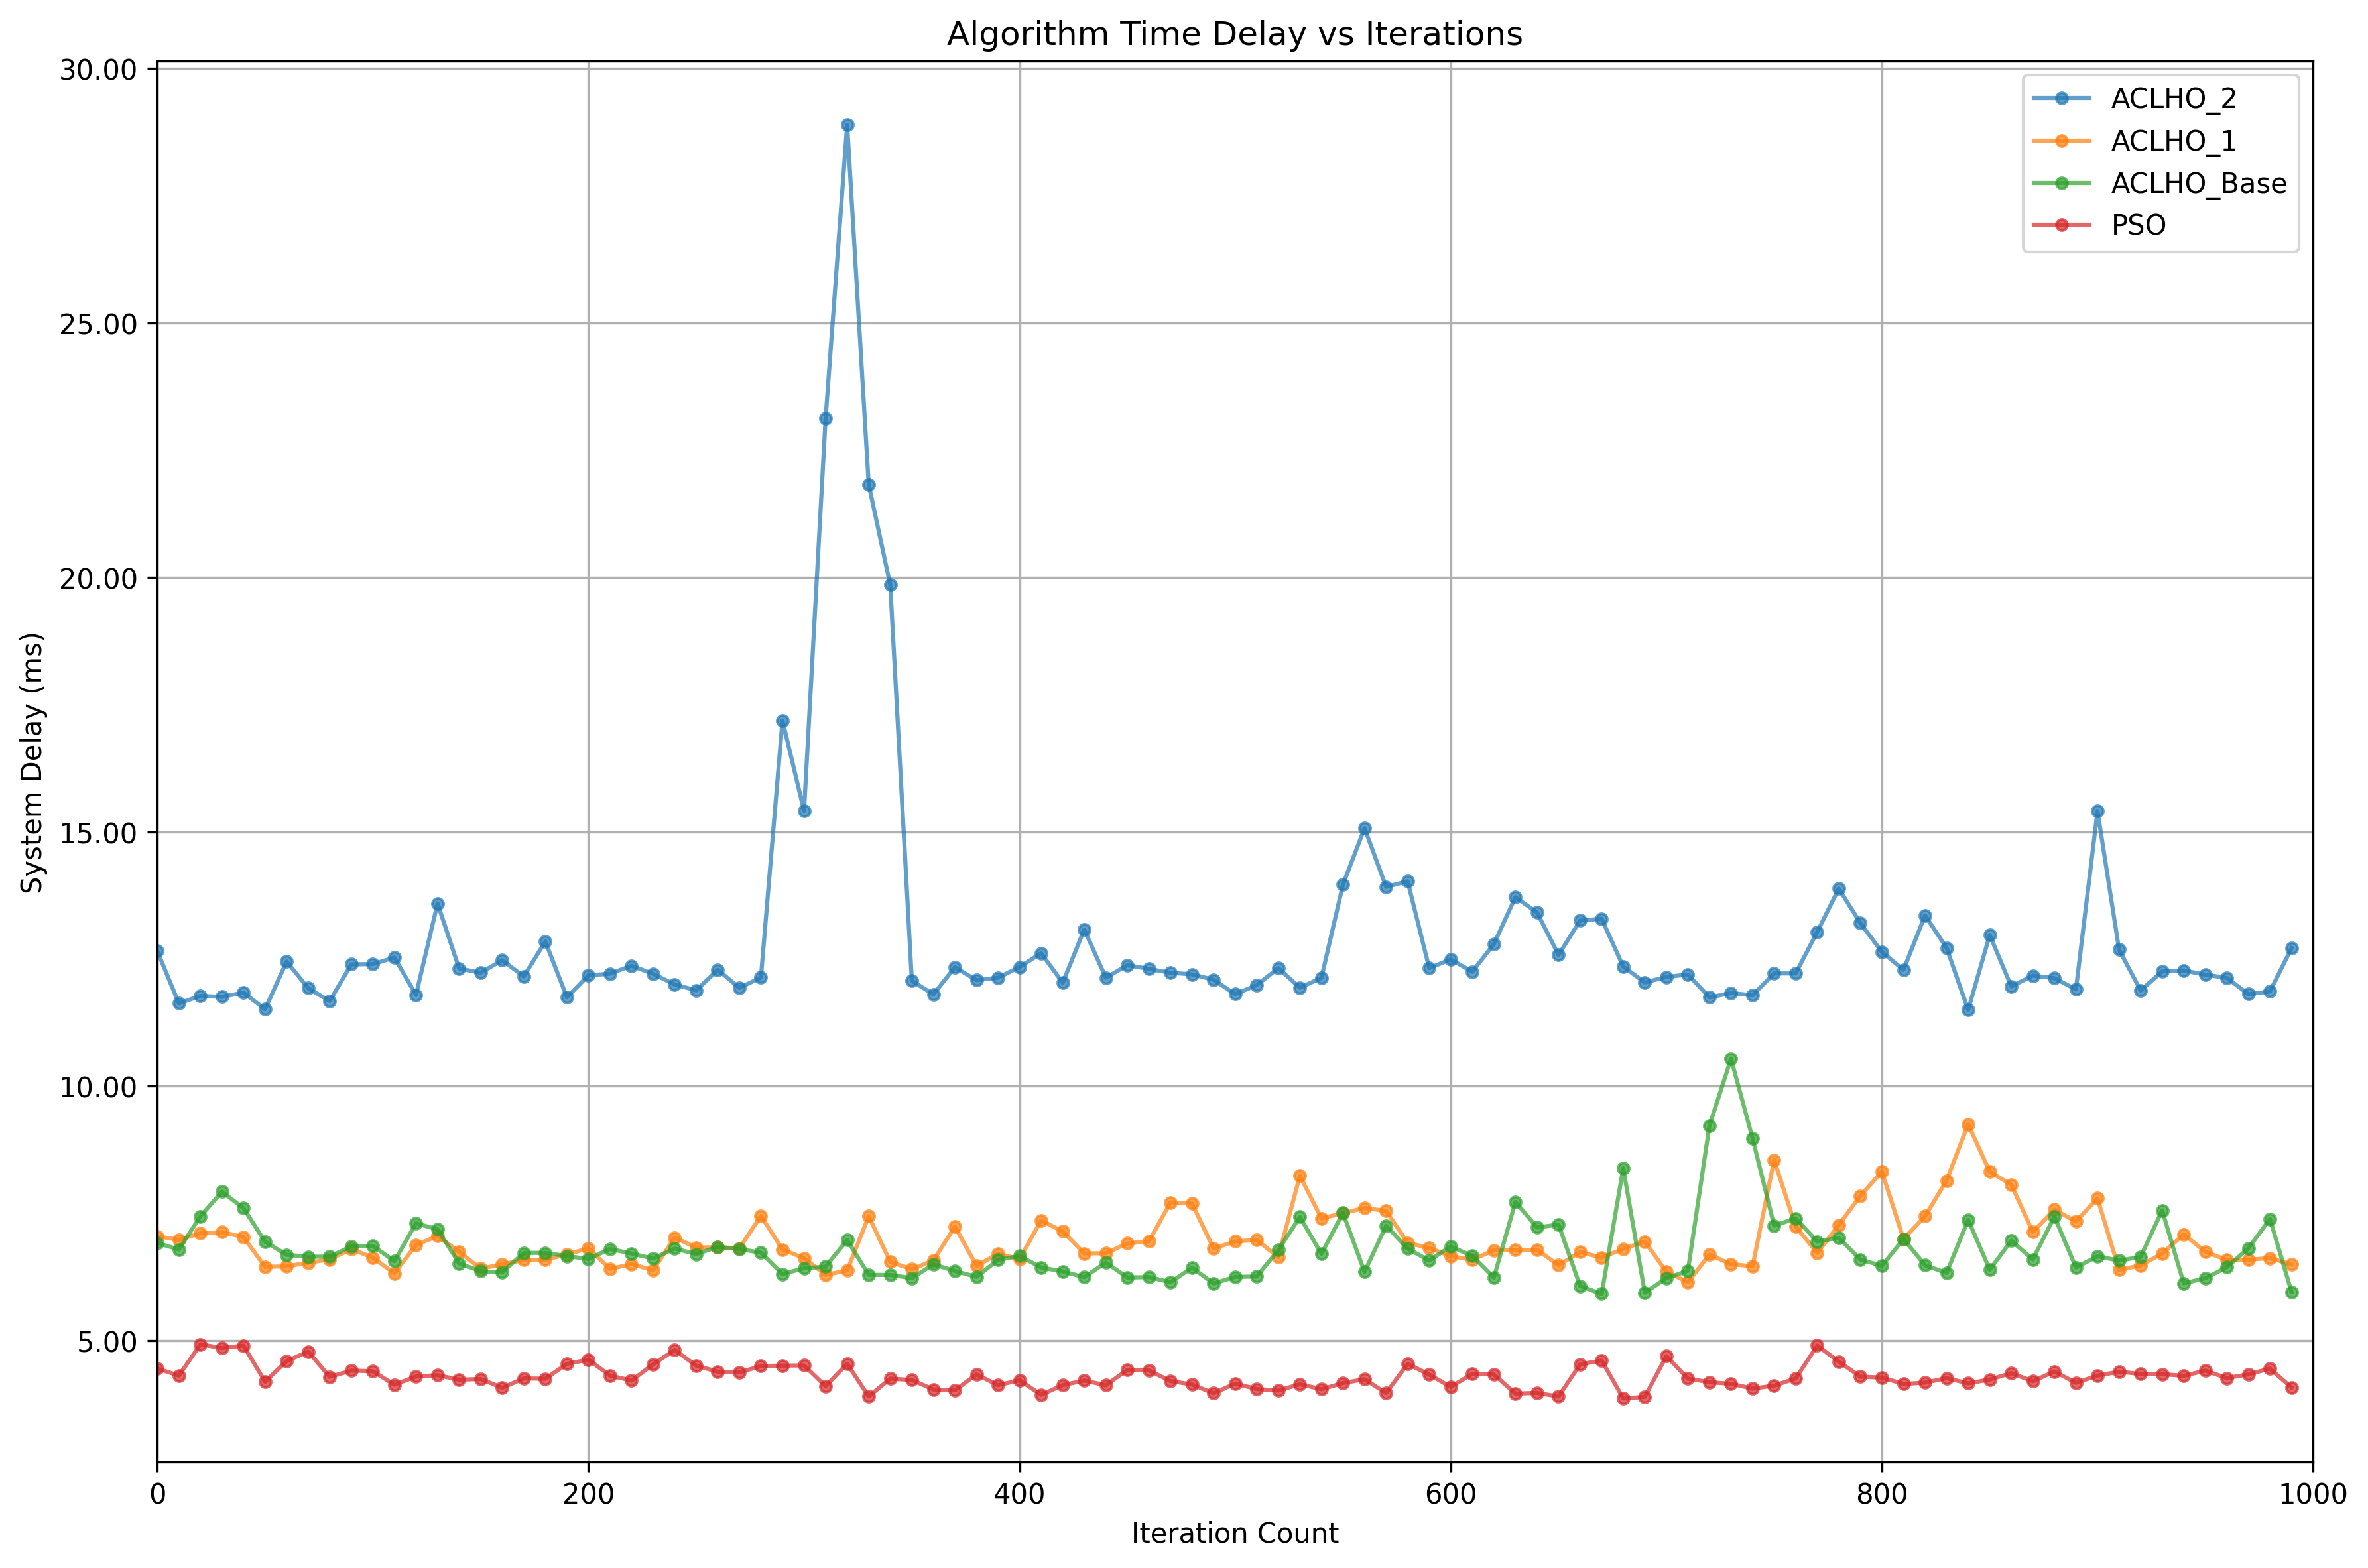 Algorithm Time Delay vs Iterations
30.00
25.00
20.00
15.00
10.00
5.00
System Delay (ms)
ACLHO_2
ACLHO_1
ACLHO_Base
PSO
0
200
400
600
800
1000
Iteration Count